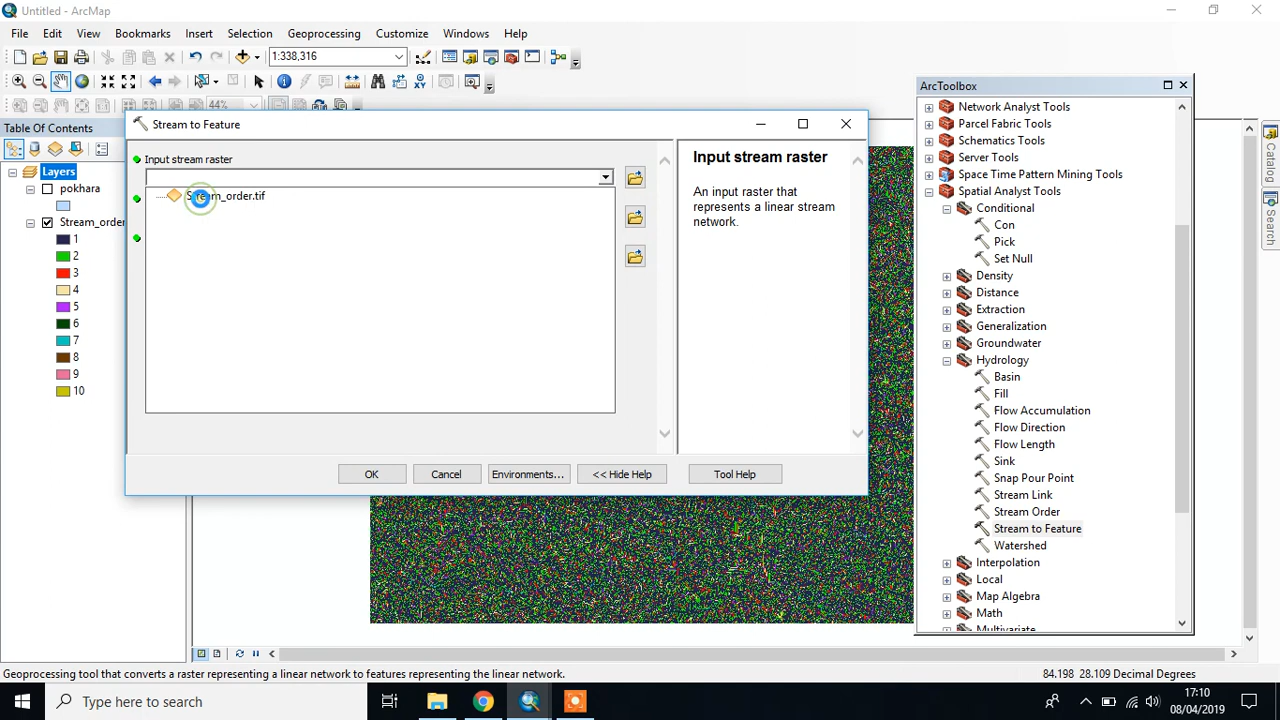 Untitled - ArcMap
File Edit View Bookmarks Insert Selection Geoprocessing Customize Windows Help
1:338,316
44%
Table Of Contents
Layers
pokhara
Stream_order
1
2
3
4
5
6
7
8
9
10
Stream to Feature
Input stream raster
Stream_order.tif
Input stream raster
An input raster that
represents a linear stream
network.
OK Cancel Environments... << Hide Help Tool Help
ArcToolbox
Network Analyst Tools
Parcel Fabric Tools
Schematics Tools
Server Tools
Space Time Pattern Mining Tools
Spatial Analyst Tools
Conditional
Con
Pick
Set Null
Density
Distance
Extraction
Generalization
Groundwater
Hydrology
Basin
Fill
Flow Accumulation
Flow Direction
Flow Length
Sink
Snap Pour Point
Stream Link
Stream Order
Stream to Feature
Watershed
Interpolation
Local
Map Algebra
Math
Multivariate
Catalog
Search
Geoprocessing tool that converts a raster representing a linear network to features representing the linear network.
84.198 28.109 Decimal Degrees
Type here to search
17:10
08/04/2019